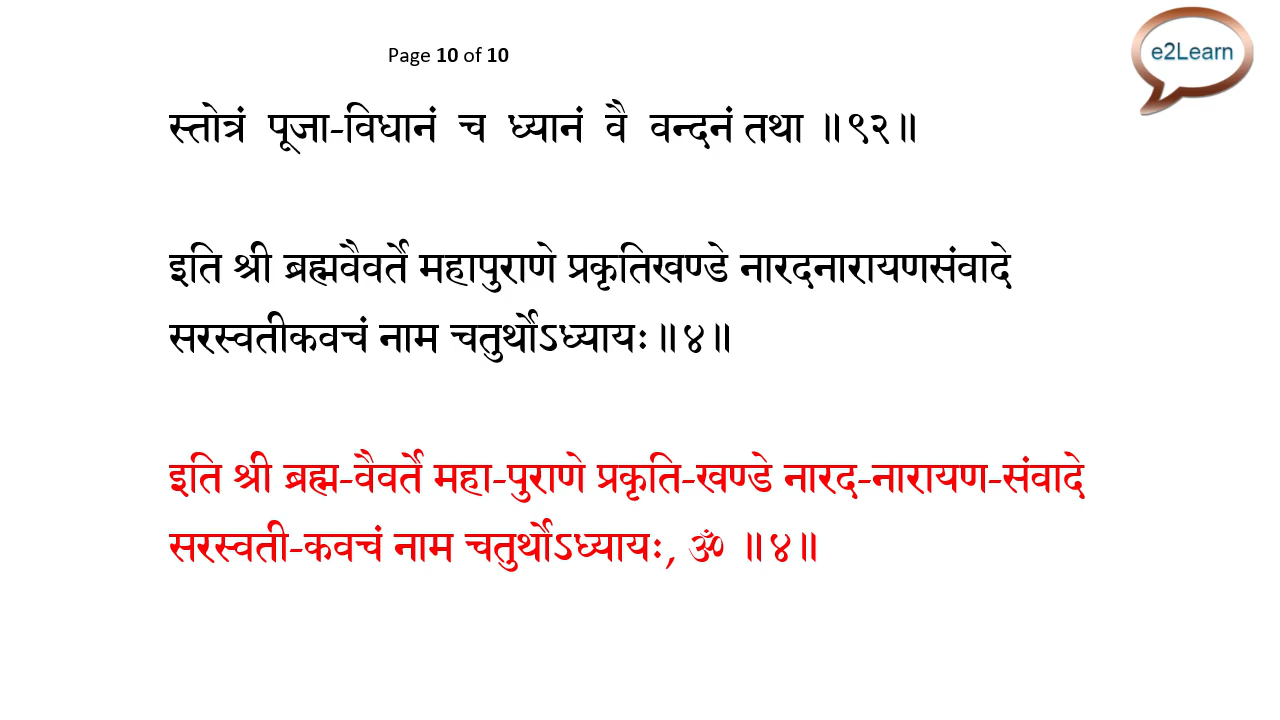 Page 10 of 10
e2Learn
स्तोत्रं पूजा-विधानं च ध्यानं वै वन्दनं तथा ॥९२॥
इति श्री ब्रह्मवैवर्ते महापुराणे प्रकृतिखण्डे नारदनारायणसंवादे
सरस्वतीकवचं नाम चतुर्थोऽध्यायः॥४॥
इति श्री ब्रह्म-वैवर्ते महा-पुराणे प्रकृति-खण्डे नारद-नारायण-संवादे
सरस्वती-कवचं नाम चतुर्थोऽध्यायः, ॐ ॥४॥